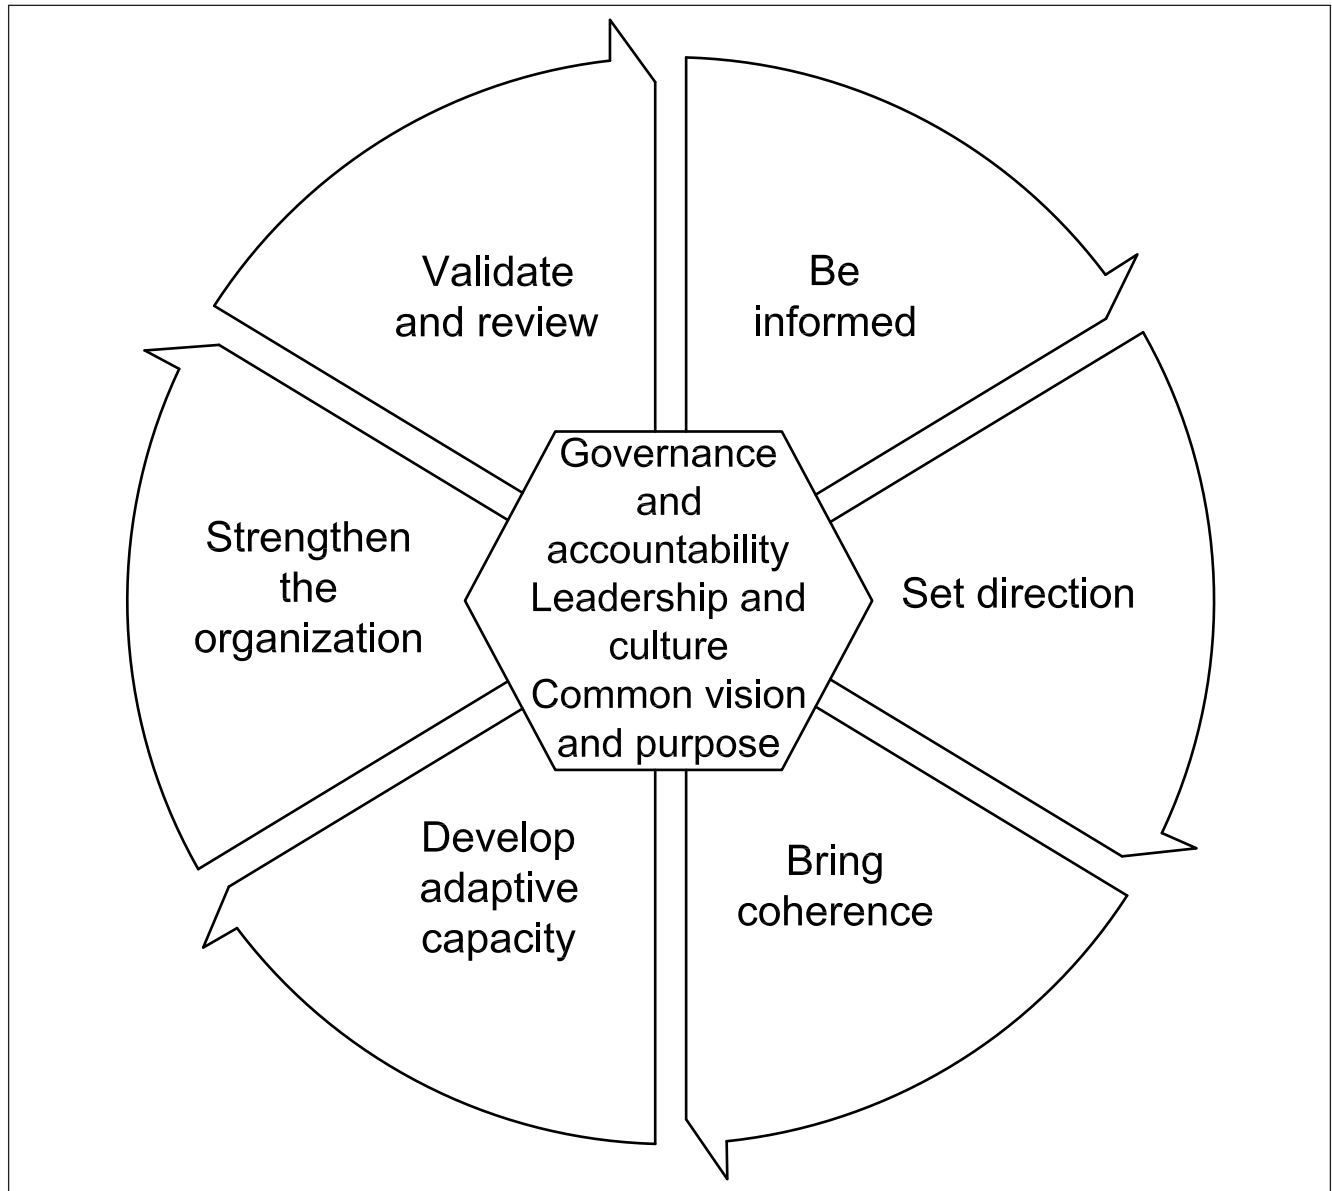 Validate
and review
Be
informed
Governance
and
accountability
Leadership and
culture
Common vision
and purpose
Strengthen
the
organization
Set direction
Develop
adaptive
capacity
Bring
coherence